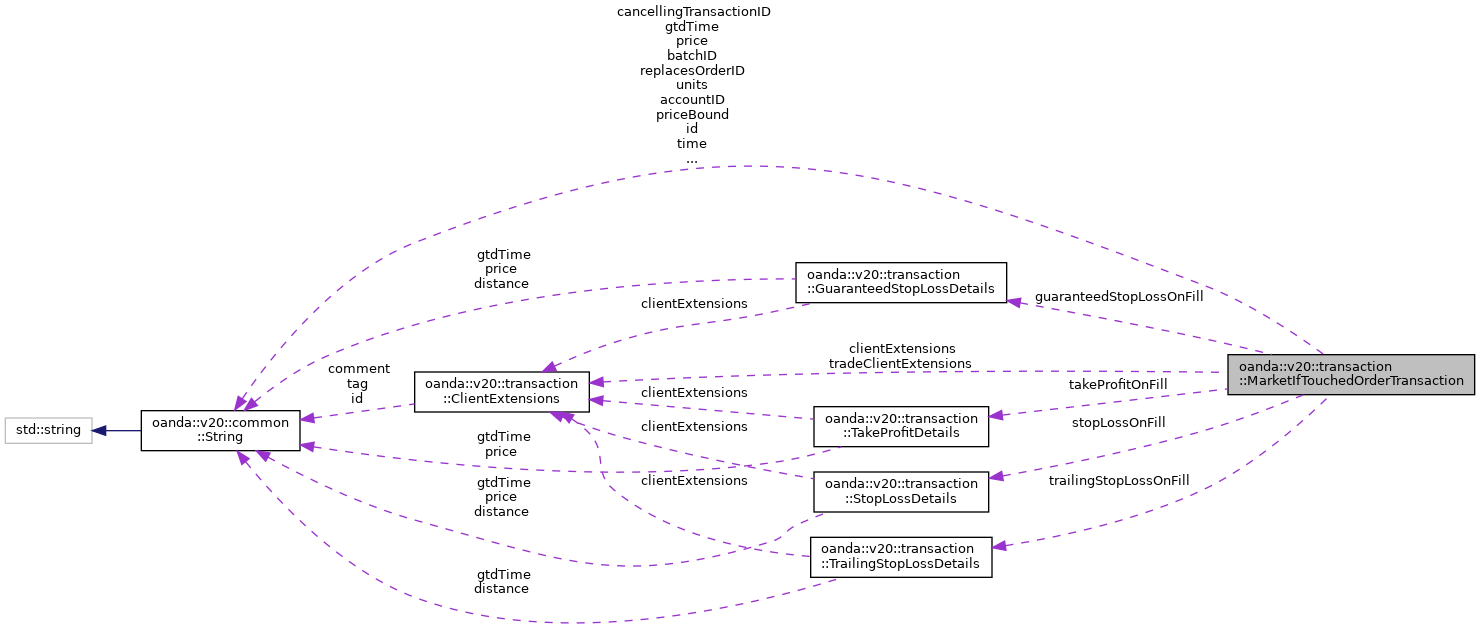 cancellingTransactionID
gtdTime
price
batchID
replacesOrderID
units
accountID
priceBound
id
time
...
gtdTime
price
distance
oanda::v20::transaction
::GuaranteedStopLossDetails
guaranteedStopLossOnFill
clientExtensions
clientExtensions
tradeClientExtensions
oanda::v20::transaction
::MarketIfTouchedOrderTransaction
comment
tag
id
oanda::v20::transaction
::ClientExtensions
clientExtensions
takeProfitOnFill
std::string
oanda::v20::common
::String
oanda::v20::transaction
::TakeProfitDetails
clientExtensions
stopLossOnFill
gtdTime
price
clientExtensions
oanda::v20::transaction
::StopLossDetails
trailingStopLossOnFill
gtdTime
price
distance
oanda::v20::transaction
::TrailingStopLossDetails
gtdTime
distance